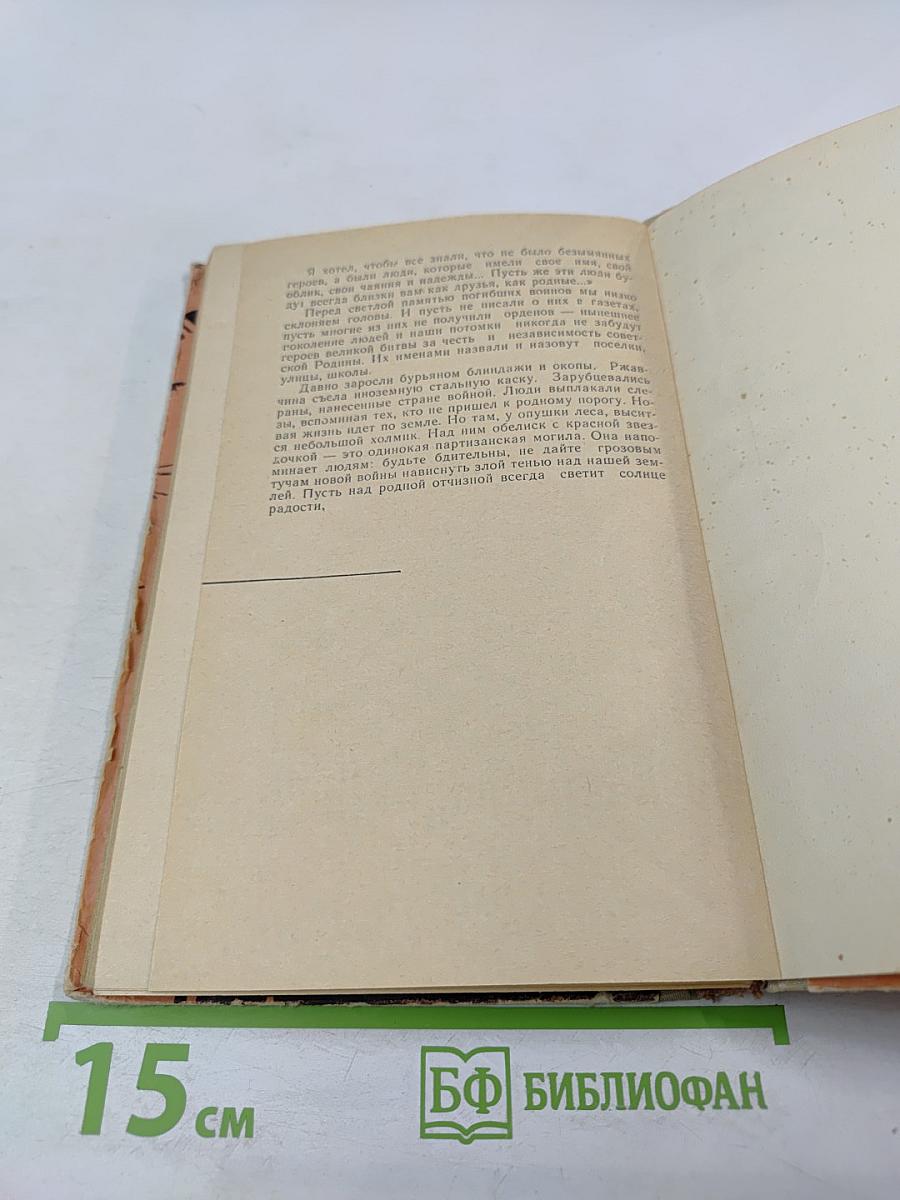 Я хотел, чтобы все знали, что не было безымянных
героев, а были люди, которые имели свое имя, свой
облик, свои чаяния и надежды... Пусть же эти люди бу-
дут всегда близки вам как друзья, как родные...»
Перед светлой памятью погибших воинов мы низко
склоняем головы. И пусть не писали о них в газетах,
пусть многие из них не получили орденов — нынешнее
поколение людей и наши потомки никогда не забудут
героев великой битвы за честь и независимость совет-
ской Родины. Их именами назвали и назовут поселки,
улицы, школы.
Давно заросли бурьяном блиндажи и окопы. Ржав-
чина съела иноземную стальную каску. Зарубцевались
раны, нанесенные стране войной. Люди выплакали сле-
зы, вспоминая тех, кто не пришел к родному порогу. Но-
вая жизнь идет по земле. Но там, у опушки леса, высит-
ся небольшой холмик. Над ним обелиск с красной звез-
дочкой — это одинокая партизанская могила. Она напо-
минает людям: будьте бдительны, не дайте грозовым
тучам новой войны нависнуть злой тенью над нашей зем-
лей. Пусть над родной отчизной всегда светит солнце
радости,
15 см
БФ БИБЛИОФАН